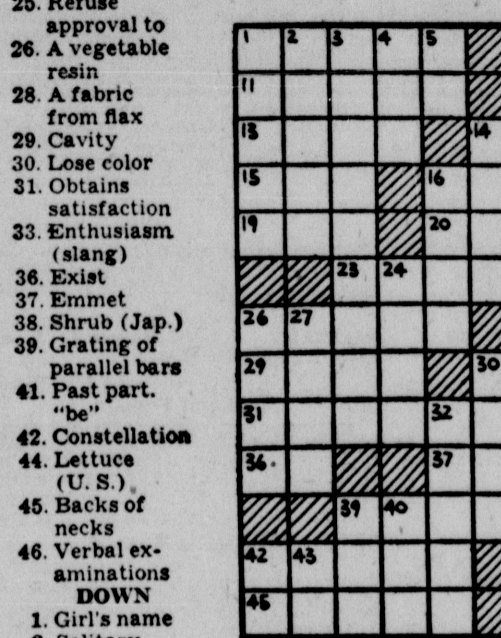 25. Refuse
approval to
26. A vegetable
resin
28. A fabric
from flax
29. Cavity
30. Lose color
31. Obtains
satisfaction
33. Enthusiasm
(slang)
36. Exist
37. Emmet
38. Shrub (Jap.)
39. Grating of
parallel bars
41. Past part.
"be"
42. Constellation
44. Lettuce
(U. S.)
45. Backs of
necks
46. Verbal ex-
aminations
DOWN
1. Girl's name
1 2 3 4 5
11
13 14
15 16
19 20
23 24
26 27
29 30
31 32
36 37
39 40
42 43
45